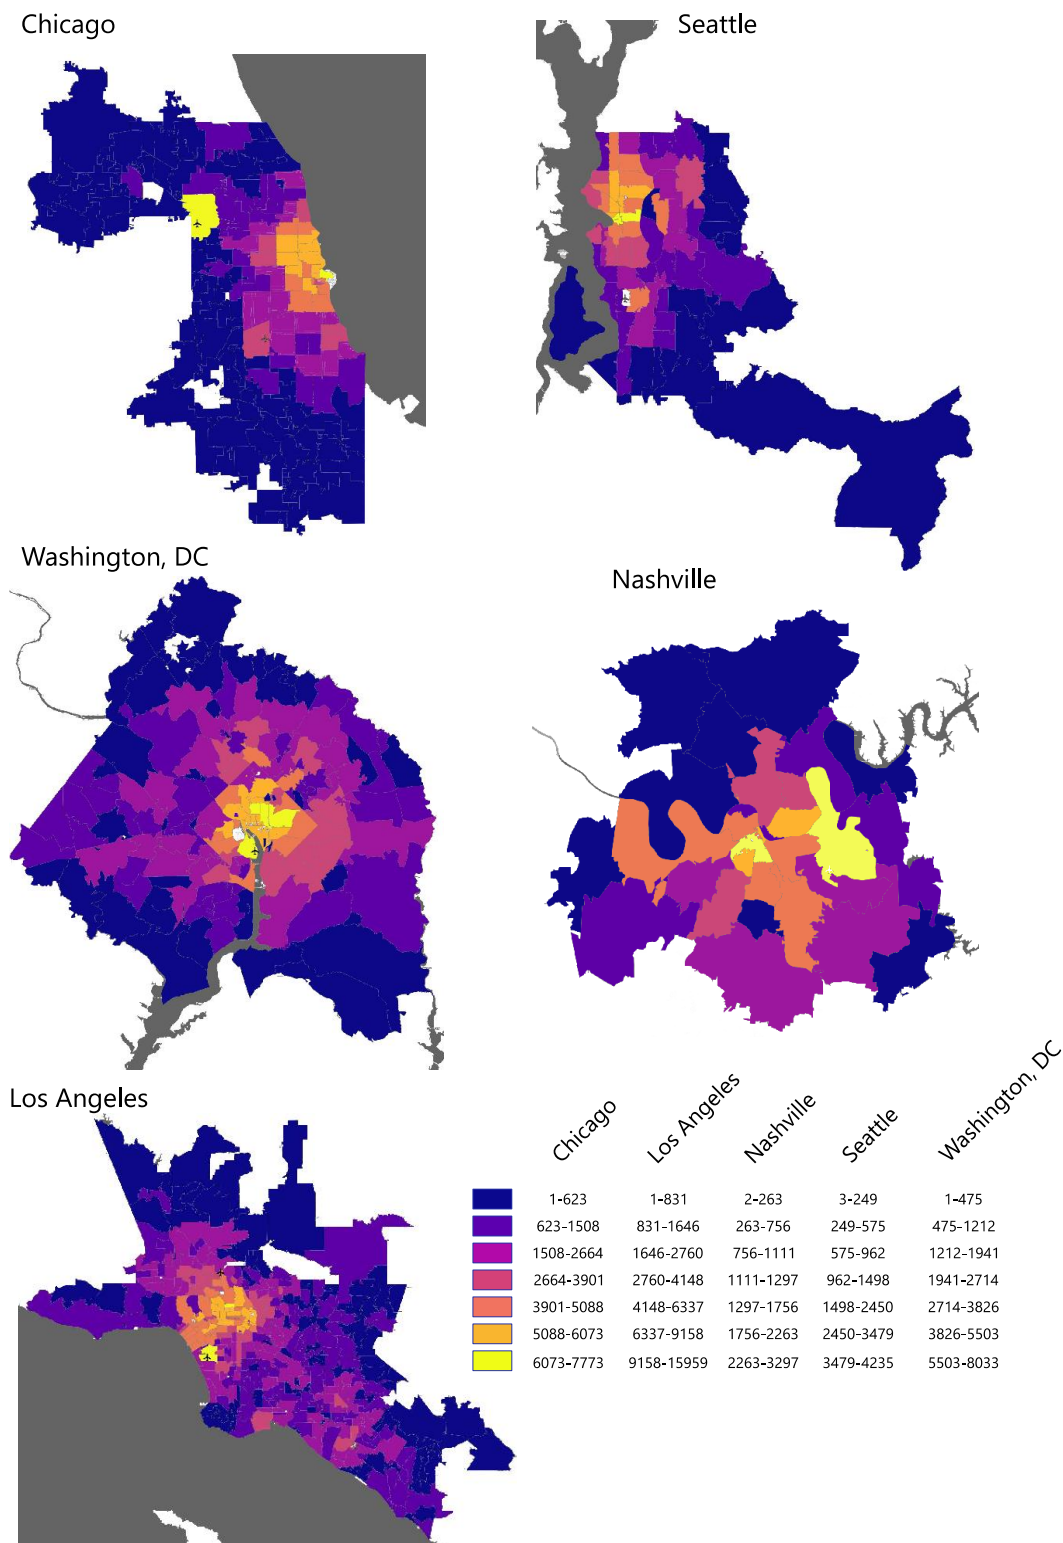 Chicago
Seattle
Washington, DC
Nashville
Los Angeles
Chicago Los Angeles Nashville Seattle Washington, DC
1-623 1-831 2-263 3-249 1-475
623-1508 831-1646 263-756 249-575 475-1212
1508-2664 1646-2760 756-1111 575-962 1212-1941
2664-3901 2760-4148 1111-1297 962-1498 1941-2714
3901-5088 4148-6337 1297-1756 1498-2450 2714-3826
5088-6073 6337-9158 1756-2263 2450-3479 3826-5503
6073-7773 9158-15959 2263-3297 3479-4235 5503-8033